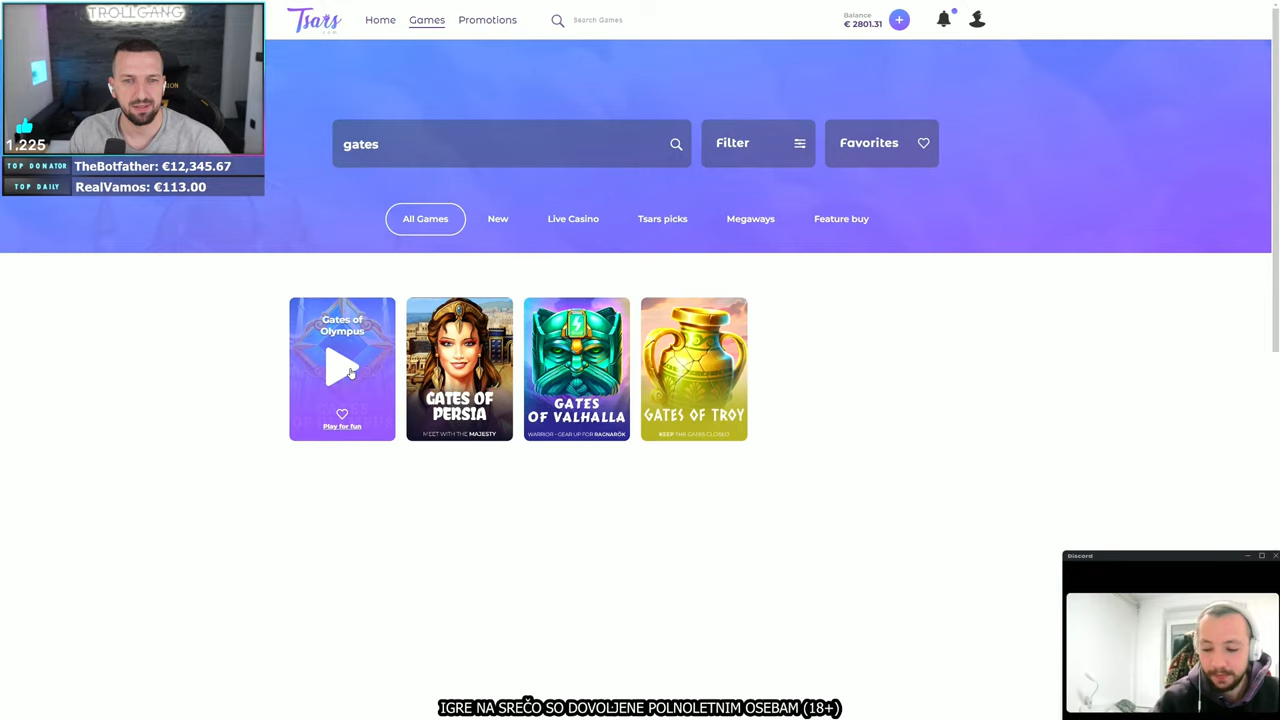 TROLLGANG
1,225
TOP DONATOR TheBotfather: €12,345.67
TOP DAILY RealVamos: €113.00
Tsars
.com
Home Games Promotions Search Games
Balance
€ 2801.31
gates
Filter
Favorites
All Games New Live Casino Tsars picks Megaways Feature buy
Gates of
Olympus
Play for fun
GATES OF
PERSIA
MEET WITH THE MAJESTY
GATES
OF VALHALLA
WARRIOR - GEAR UP FOR RAGNARÖK
GATES OF TROY
KEEP THE GATES CLOSED
Discord
IGRE NA SREČO SO DOVOLJENE POLNOLETNIM OSEBAM (18+)